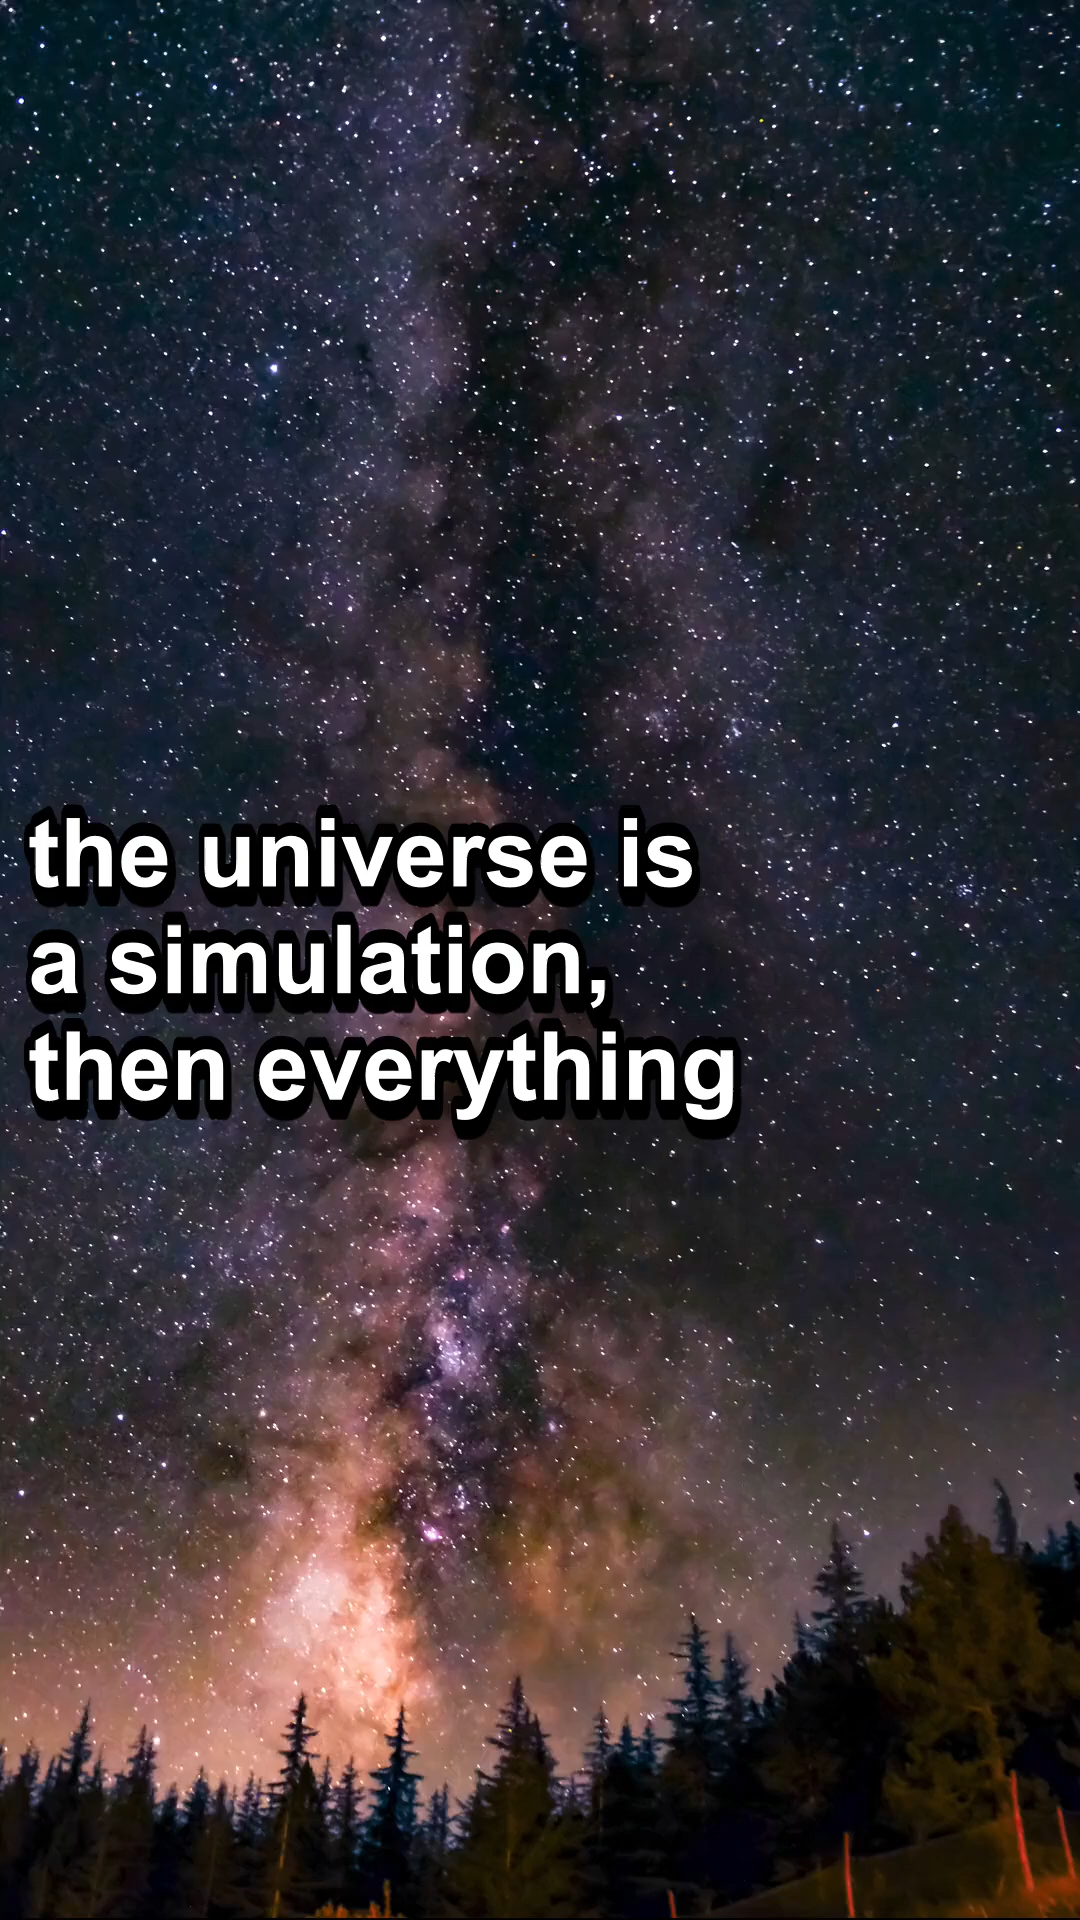 the universe is
a simulation,
then everything